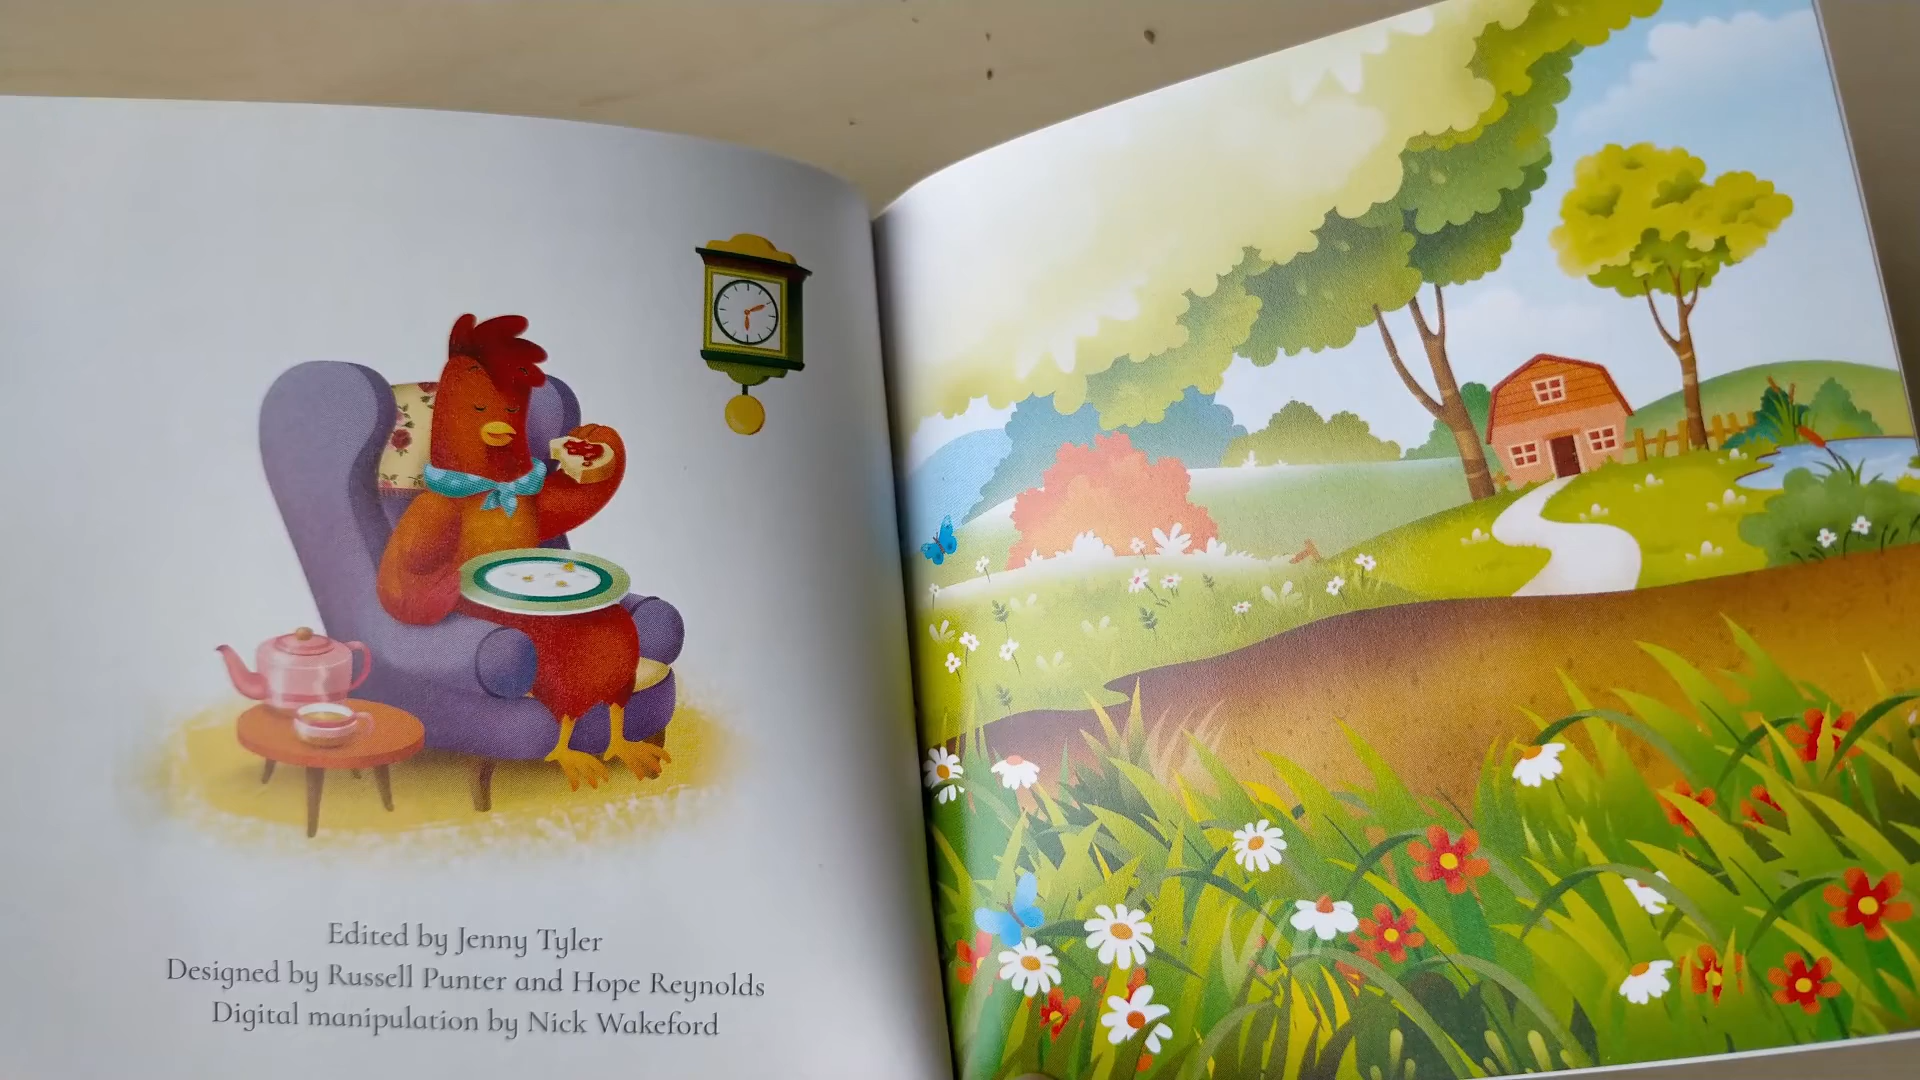 Edited by Jenny Tyler
Designed by Russell Punter and Hope Reynolds
Digital manipulation by Nick Wakeford